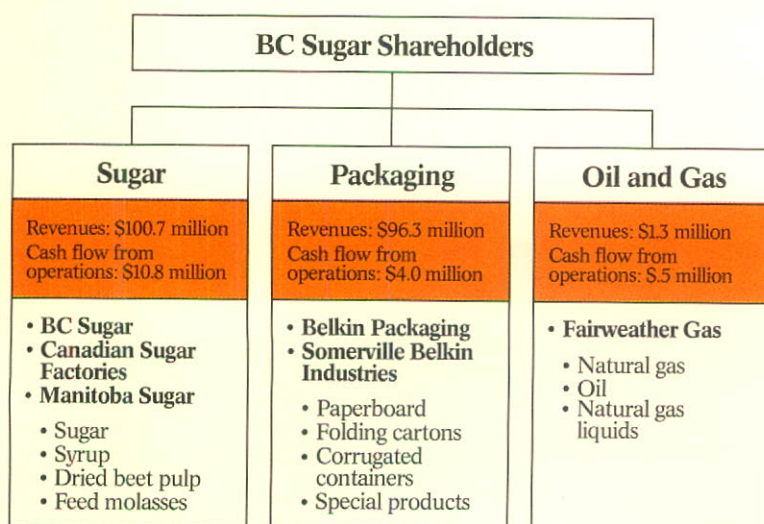 BC Sugar Shareholders
Sugar
Revenues: $100.7 million
Cash flow from
operations: $10.8 million
• BC Sugar
• Canadian Sugar
Factories
• Manitoba Sugar
• Sugar
• Syrup
• Dried beet pulp
• Feed molasses
Packaging
Revenues: $96.3 million
Cash flow from
operations: $4.0 million
• Belkin Packaging
• Somerville Belkin
Industries
• Paperboard
• Folding cartons
• Corrugated
containers
• Special products
Oil and Gas
Revenues: $1.3 million
Cash flow from
operations: $.5 million
• Fairweather Gas
• Natural gas
• Oil
• Natural gas
liquids